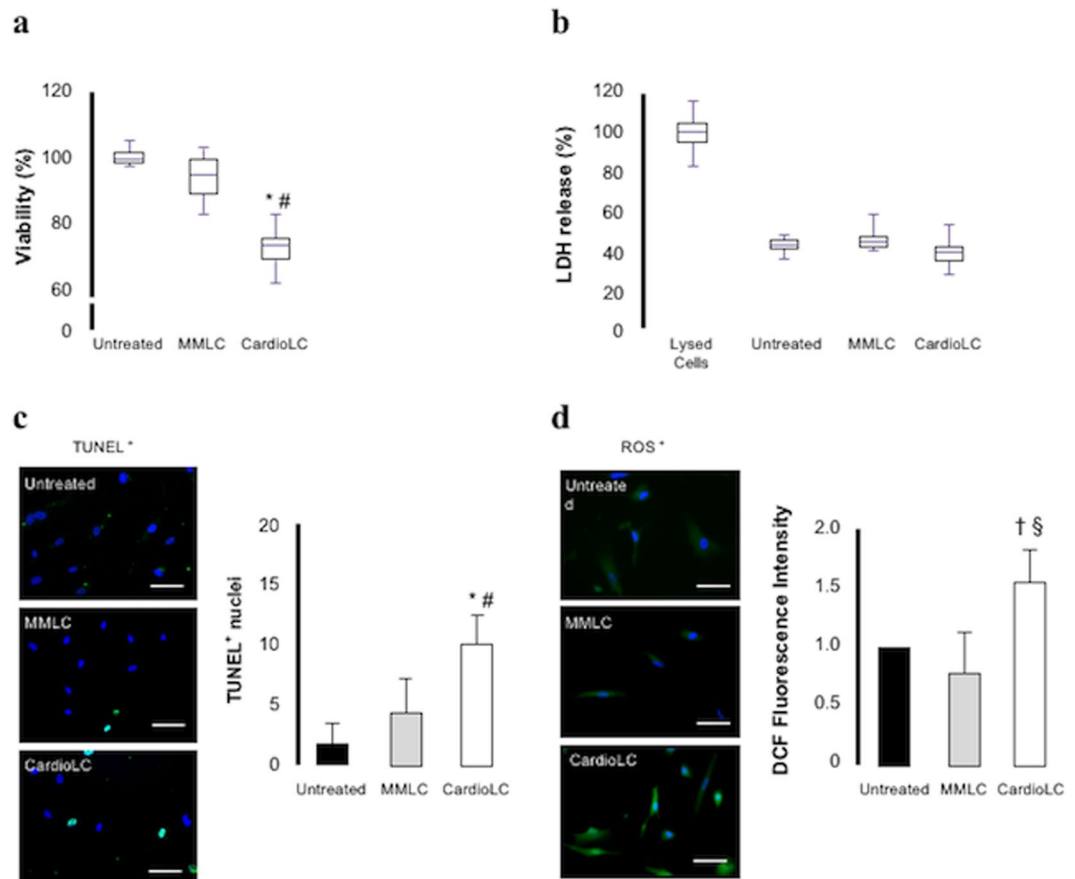 a
120
100
80
60
0
Viability (%)
* #
Untreated MMLC CardioLC
b
120
100
80
60
40
20
0
LDH release (%)
Lysed
Cells
Untreated MMLC CardioLC
c
TUNEL +
Untreated
MMLC
CardioLC
20
15
10
5
0
TUNEL+ nuclei
* #
Untreated MMLC CardioLC
d
ROS +
Untreate
d
MMLC
CardioLC
2.0
1.5
1.0
0.5
0
DCF Fluorescence Intensity
† §
Untreated MMLC CardioLC